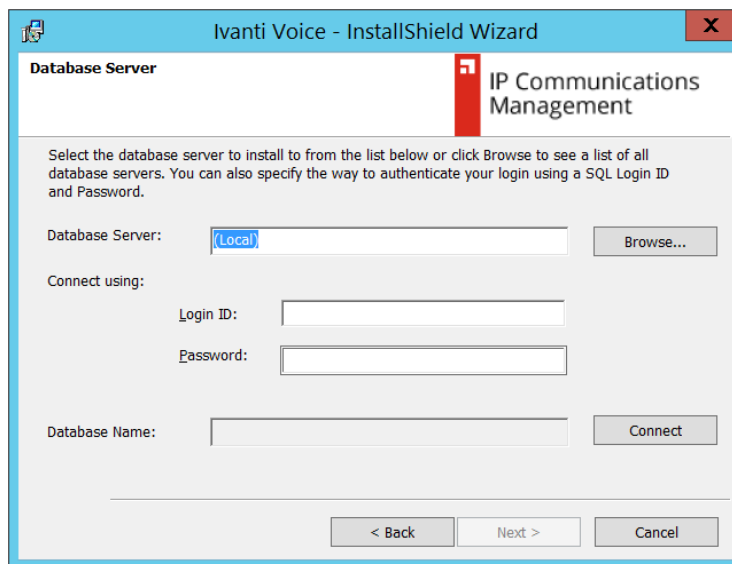 Ivanti Voice - InstallShield Wizard
X
Database Server
IP Communications
Management
Select the database server to install to from the list below or click Browse to see a list of all
database servers. You can also specify the way to authenticate your login using a SQL Login ID
and Password.
Database Server:
(Local)
Browse...
Connect using:
Login ID:
Password:
Database Name:
Connect
< Back
Next >
Cancel